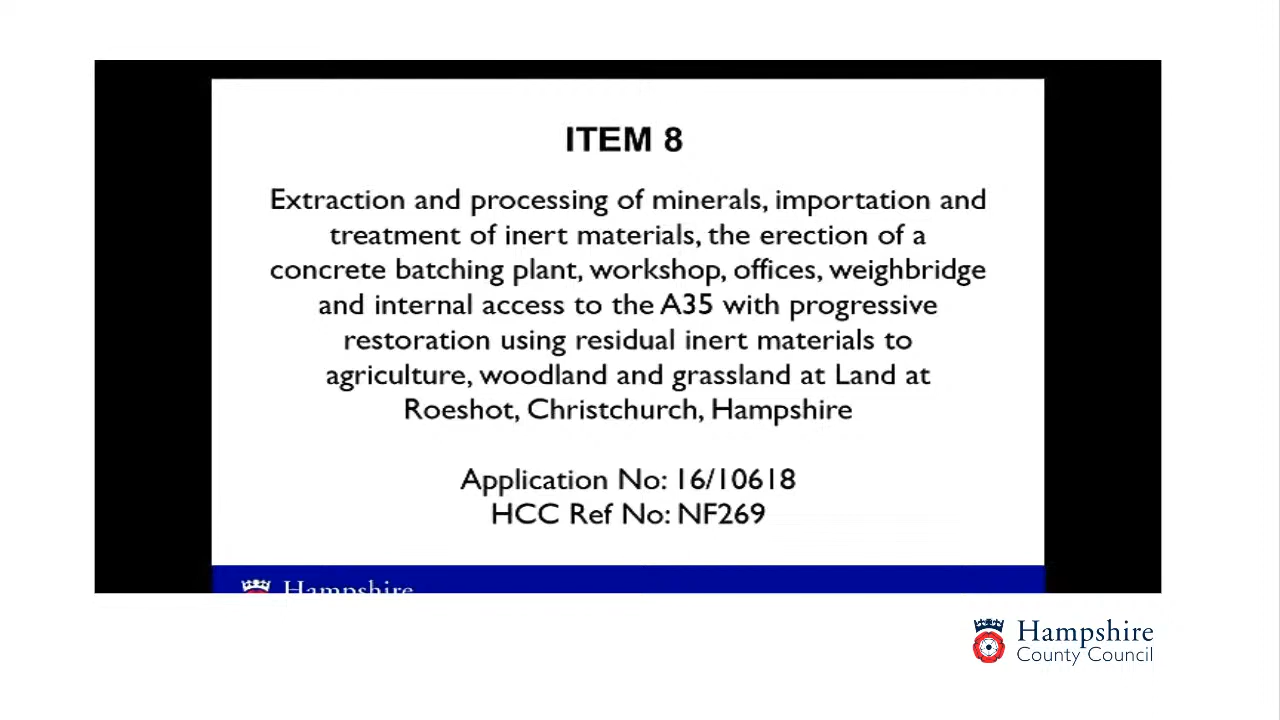 ITEM 8
Extraction and processing of minerals, importation and
treatment of inert materials, the erection of a
concrete batching plant, workshop, offices, weighbridge
and internal access to the A35 with progressive
restoration using residual inert materials to
agriculture, woodland and grassland at Land at
Roeshot, Christchurch, Hampshire
Application No: 16/10618
HCC Ref No: NF269
Hampshire
Hampshire
County Council